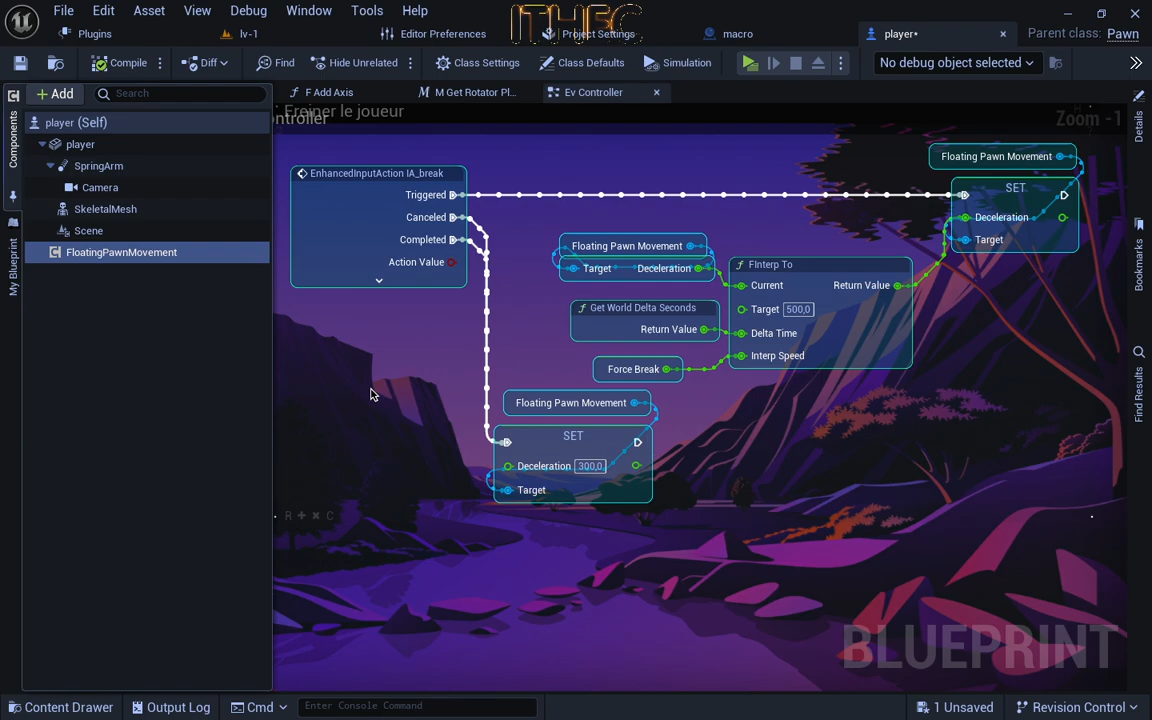 File Edit Asset View Debug Window Tools Help
ITHEC
Plugins lv-1 Editor Preferences Project Settings macro player* Parent class: Pawn
Compile Diff Find Hide Unrelated Class Settings Class Defaults Simulation No debug object selected
Components
My Blueprint
Add Search
player (Self)
player
SpringArm
Camera
SkeletalMesh
Scene
FloatingPawnMovement
F Add Axis M Get Rotator Pl... Ev Controller
Freiner le joueur
ontroller
Zoom -1
EnhancedInputAction IA_break
Triggered
Canceled
Completed
Action Value
Floating Pawn Movement
Target Deceleration
Get World Delta Seconds
Return Value
Force Break
FInterp To
Current Return Value
Target 500,0
Delta Time
Interp Speed
Floating Pawn Movement
SET
Deceleration
Target
Floating Pawn Movement
SET
Deceleration 300,0
Target
R + × C
BLUEPRINT
Details
Bookmarks
Find Results
Content Drawer Output Log Cmd Enter Console Command 1 Unsaved Revision Control